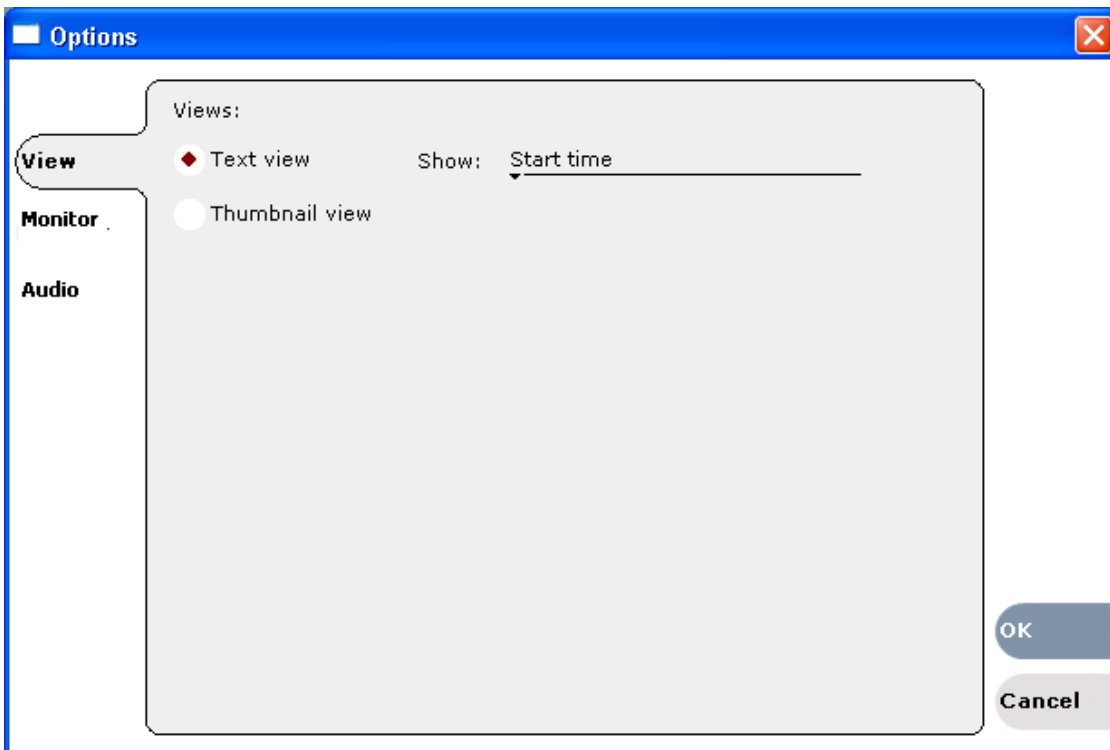 Options
Views:
View
Text view
Show:
Start time
Thumbnail view
Monitor
Audio
OK
Cancel